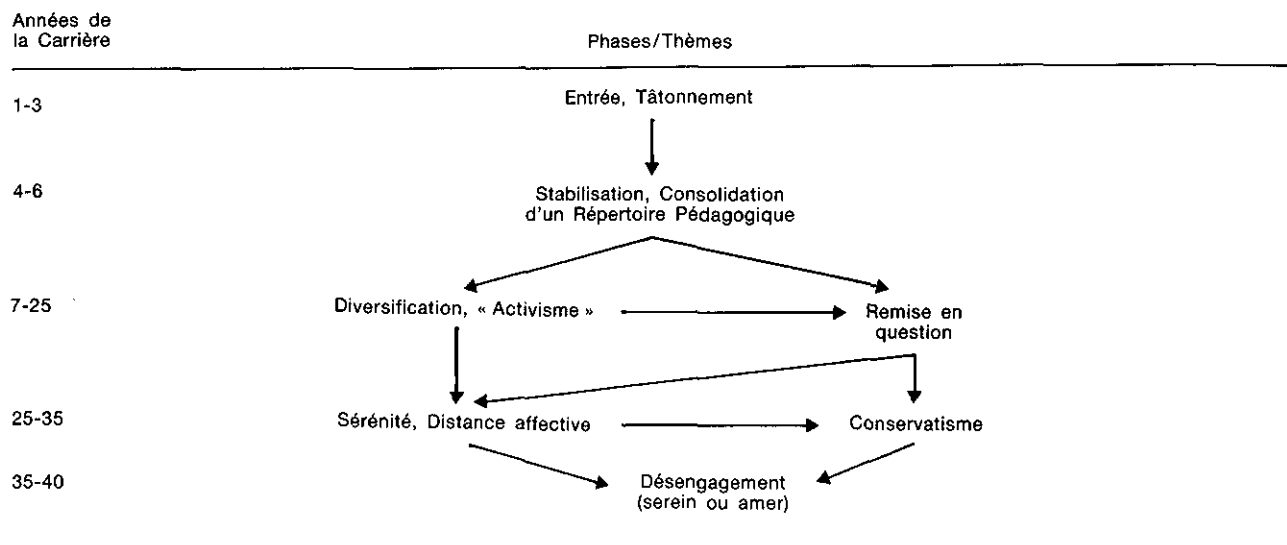 Années de
la Carrière
Phases/Thèmes
1-3
Entrée, Tâtonnement
4-6
Stabilisation, Consolidation
d'un Répertoire Pédagogique
7-25
Diversification, « Activisme »
Remise en
question
25-35
Sérénité, Distance affective
Conservatisme
35-40
Désengagement
(serein ou amer)